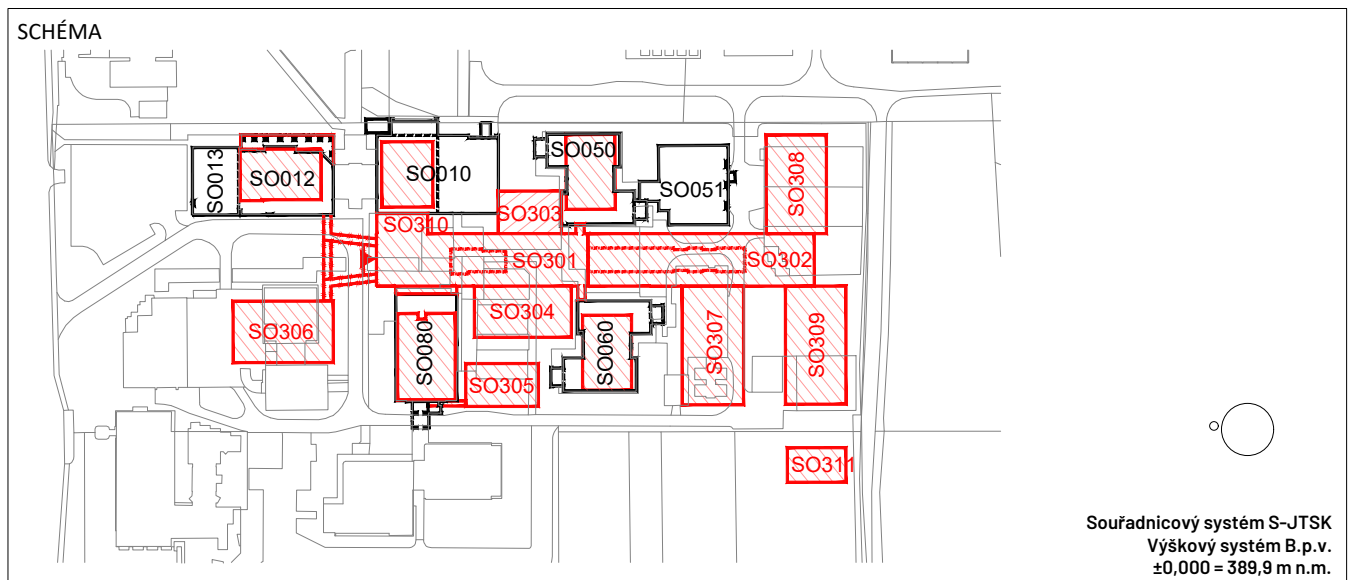 SCHÉMA
SO013
SO012
SO010
SO050
SO051
SO308
SO310
SO303
SO301
SO302
SO306
SO304
SO080
SO060
SO307
SO309
SO305
SO311
Souřadnicový systém S-JTSK
Výškový systém B.p.v.
±0,000 = 389,9 m n.m.